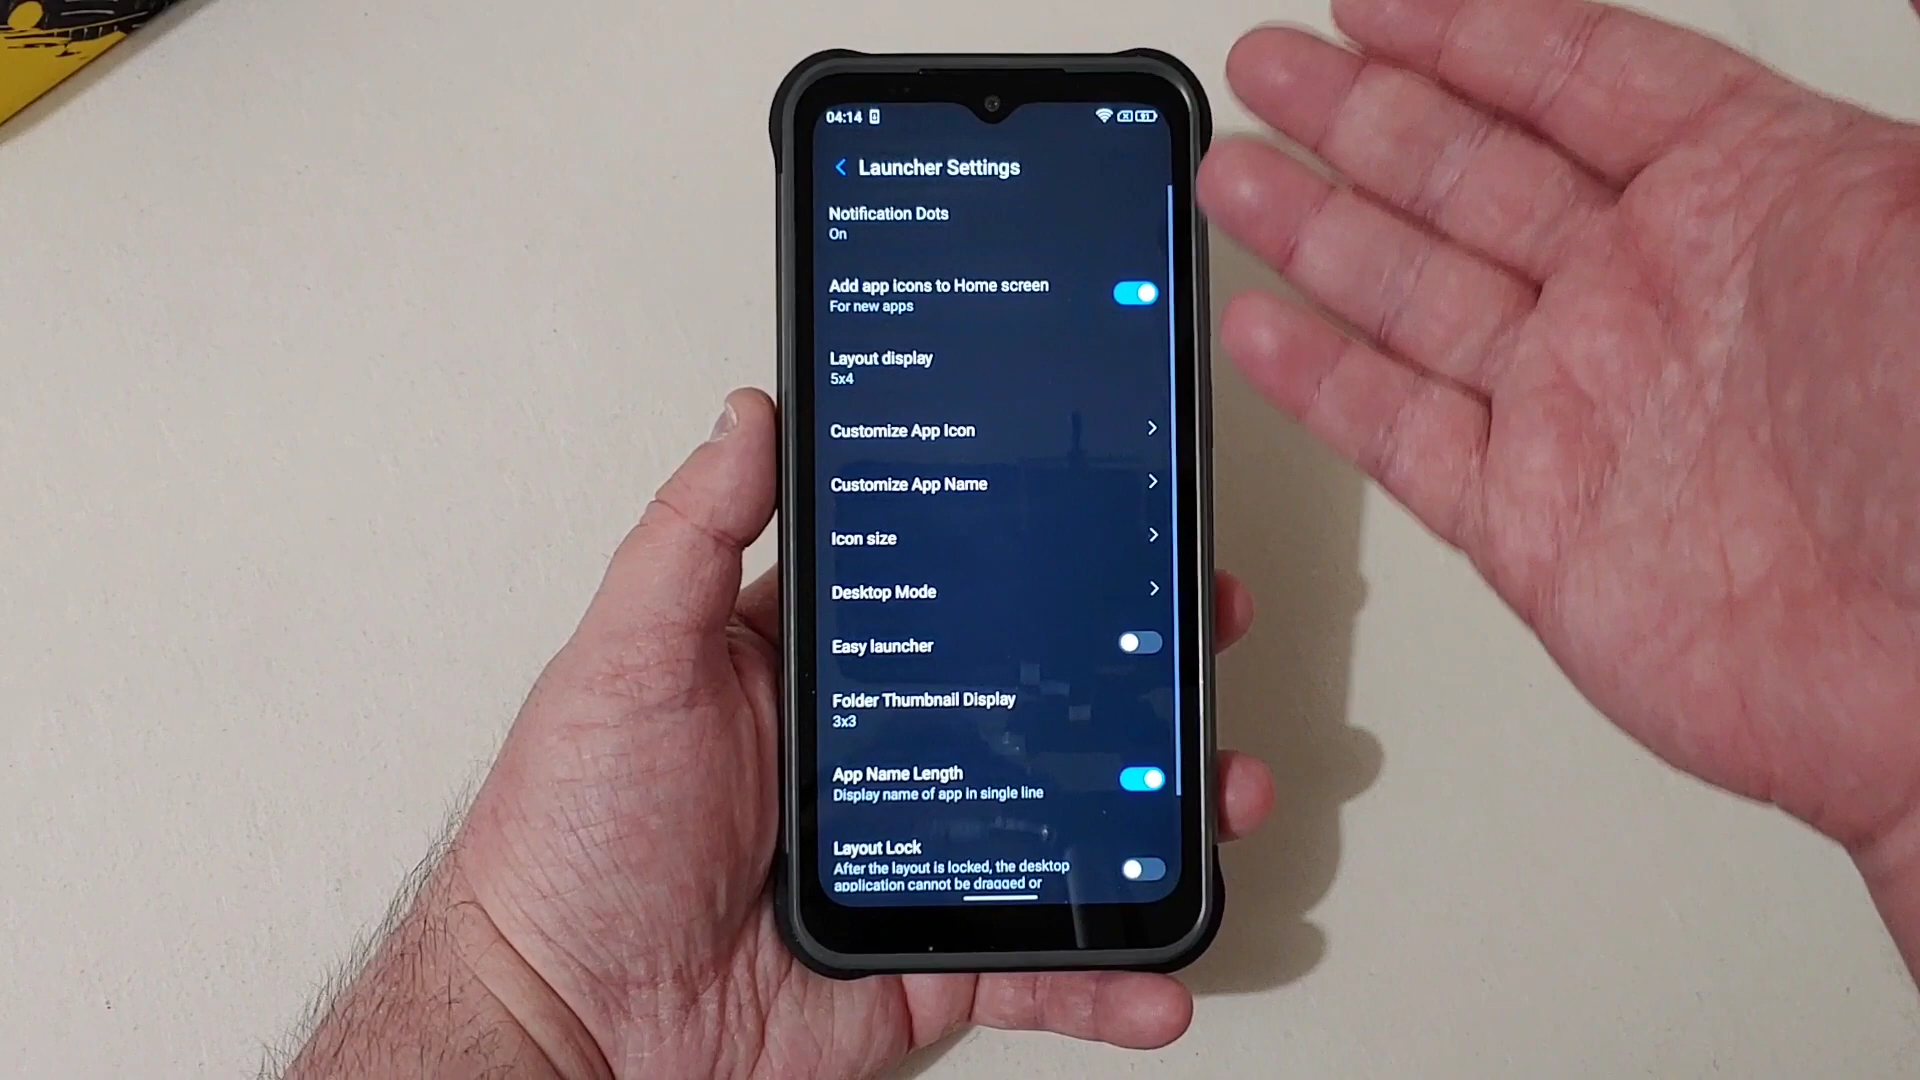 04:14
Launcher Settings
Notification Dots
On
Add app icons to Home screen
For new apps
Layout display
5x4
Customize App Icon
Customize App Name
Icon size
Desktop Mode
Easy launcher
Folder Thumbnail Display
3x3
App Name Length
Display name of app in single line
Layout Lock
After the layout is locked, the desktop
application cannot be dragged or